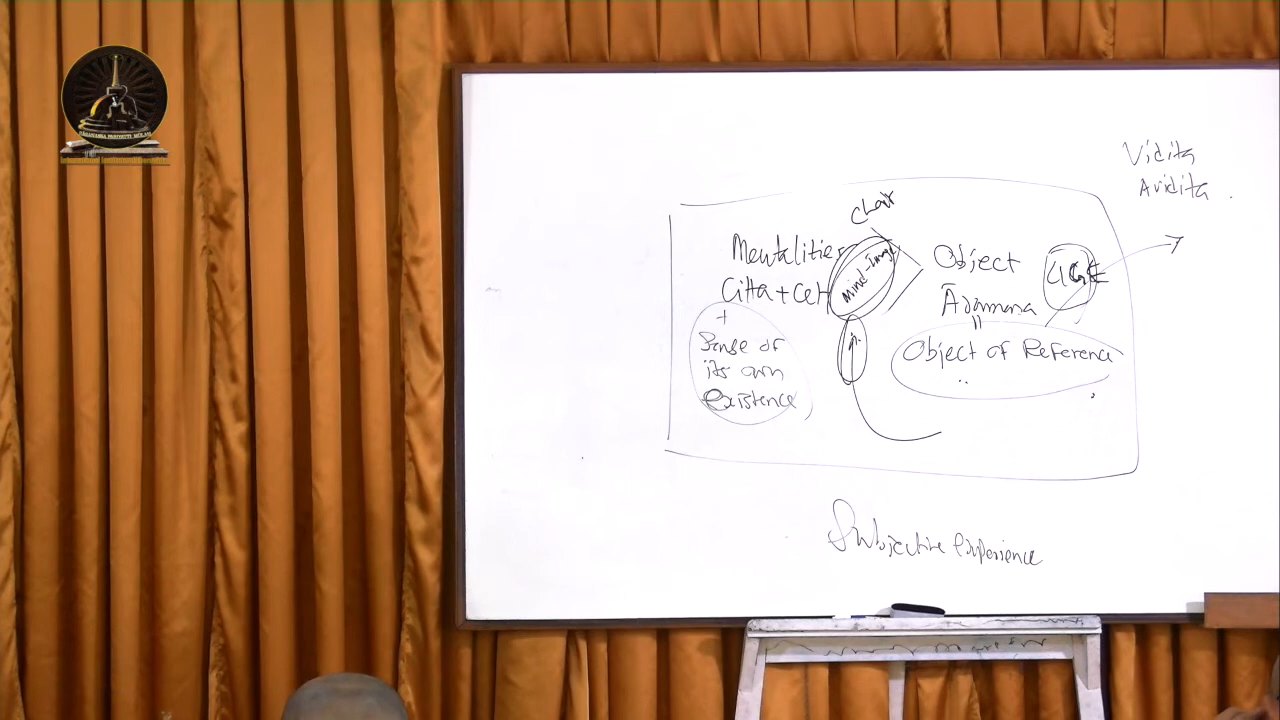 Vidita
Avidita
Chair
Mentalities
Mind-Image
Object
Citta + Cet
Ārammana
+
=
Sense of
its own
Existence
Object of Reference
Subjective Experience